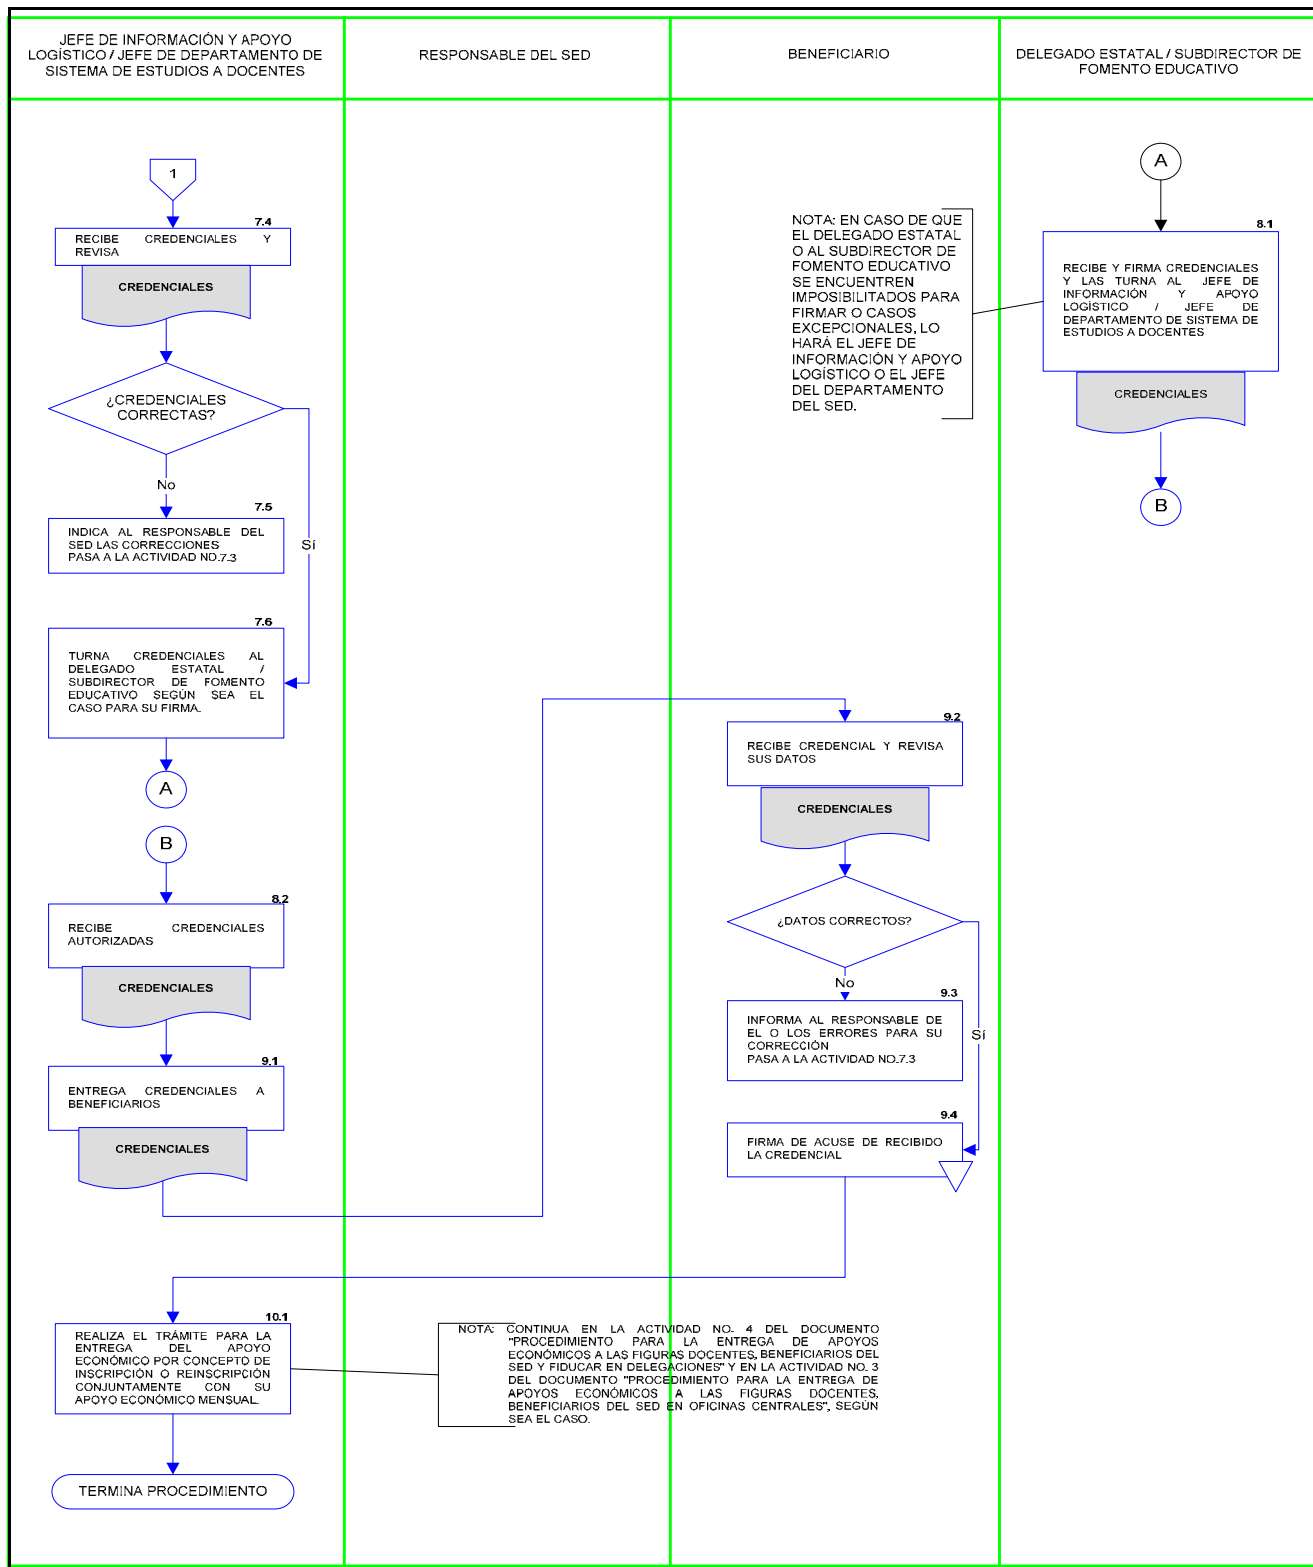 JEFE DE INFORMACIÓN Y APOYO
LOGÍSTICO / JEFE DE DEPARTAMENTO DE
SISTEMA DE ESTUDIOS A DOCENTES
RESPONSABLE DEL SED
BENEFICIARIO
DELEGADO ESTATAL / SUBDIRECTOR DE
FOMENTO EDUCATIVO
1
7.4
RECIBE CREDENCIALES Y
REVISA
CREDENCIALES
¿CREDENCIALES
CORRECTAS?
No
Sí
7.5
INDICA AL RESPONSABLE DEL
SED LAS CORRECCIONES
PASA A LA ACTIVIDAD NO.7.3
7.6
TURNA CREDENCIALES AL
DELEGADO ESTATAL /
SUBDIRECTOR DE FOMENTO
EDUCATIVO SEGÚN SEA EL
CASO PARA SU FIRMA.
A
A
8.1
RECIBE Y FIRMA CREDENCIALES
Y LAS TURNA AL JEFE DE
INFORMACIÓN Y APOYO
LOGÍSTICO / JEFE DE
DEPARTAMENTO DE SISTEMA DE
ESTUDIOS A DOCENTES
CREDENCIALES
B
NOTA: EN CASO DE QUE
EL DELEGADO ESTATAL
O AL SUBDIRECTOR DE
FOMENTO EDUCATIVO
SE ENCUENTREN
IMPOSIBILITADOS PARA
FIRMAR O CASOS
EXCEPCIONALES, LO
HARÁ EL JEFE DE
INFORMACIÓN Y APOYO
LOGÍSTICO O EL JEFE
DEL DEPARTAMENTO
DEL SED.
B
8.2
RECIBE CREDENCIALES
AUTORIZADAS
CREDENCIALES
9.1
ENTREGA CREDENCIALES A
BENEFICIARIOS
CREDENCIALES
9.2
RECIBE CREDENCIAL Y REVISA
SUS DATOS
CREDENCIALES
¿DATOS CORRECTOS?
No
Sí
9.3
INFORMA AL RESPONSABLE DE
EL O LOS ERRORES PARA SU
CORRECCIÓN
PASA A LA ACTIVIDAD NO.7.3
9.4
FIRMA DE ACUSE DE RECIBIDO
LA CREDENCIAL
10.1
REALIZA EL TRÁMITE PARA LA
ENTREGA DEL APOYO
ECONÓMICO POR CONCEPTO DE
INSCRIPCIÓN O REINSCRIPCIÓN
CONJUNTAMENTE CON SU
APOYO ECONÓMICO MENSUAL.
NOTA: CONTINUA EN LA ACTIVIDAD NO. 4 DEL DOCUMENTO
"PROCEDIMIENTO PARA LA ENTREGA DE APOYOS
ECONÓMICOS A LAS FIGURAS DOCENTES, BENEFICIARIOS DEL
SED Y FIDUCAR EN DELEGACIONES" Y EN LA ACTIVIDAD NO. 3
DEL DOCUMENTO "PROCEDIMIENTO PARA LA ENTREGA DE
APOYOS ECONÓMICOS A LAS FIGURAS DOCENTES,
BENEFICIARIOS DEL SED EN OFICINAS CENTRALES", SEGÚN
SEA EL CASO.
TERMINA PROCEDIMIENTO